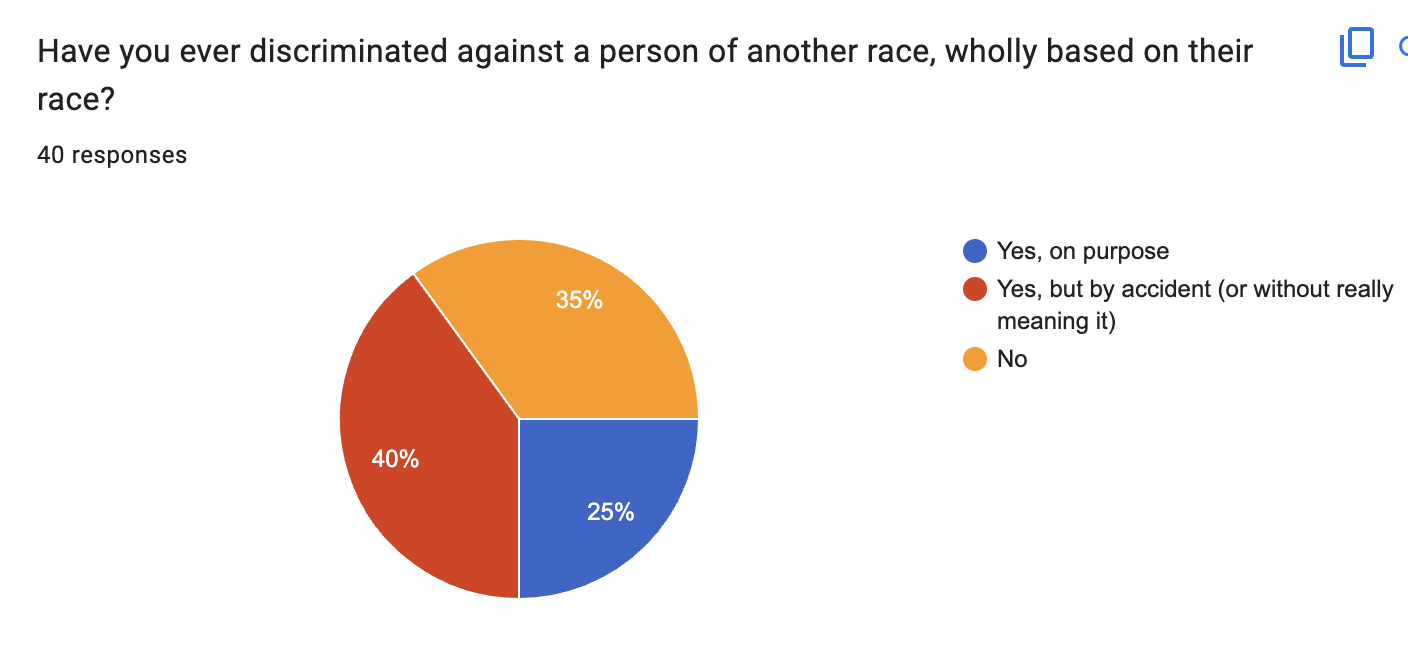 Have you ever discriminated against a person of another race, wholly based on their
race?
40 responses
35%
40%
25%
Yes, on purpose
Yes, but by accident (or without really
meaning it)
No